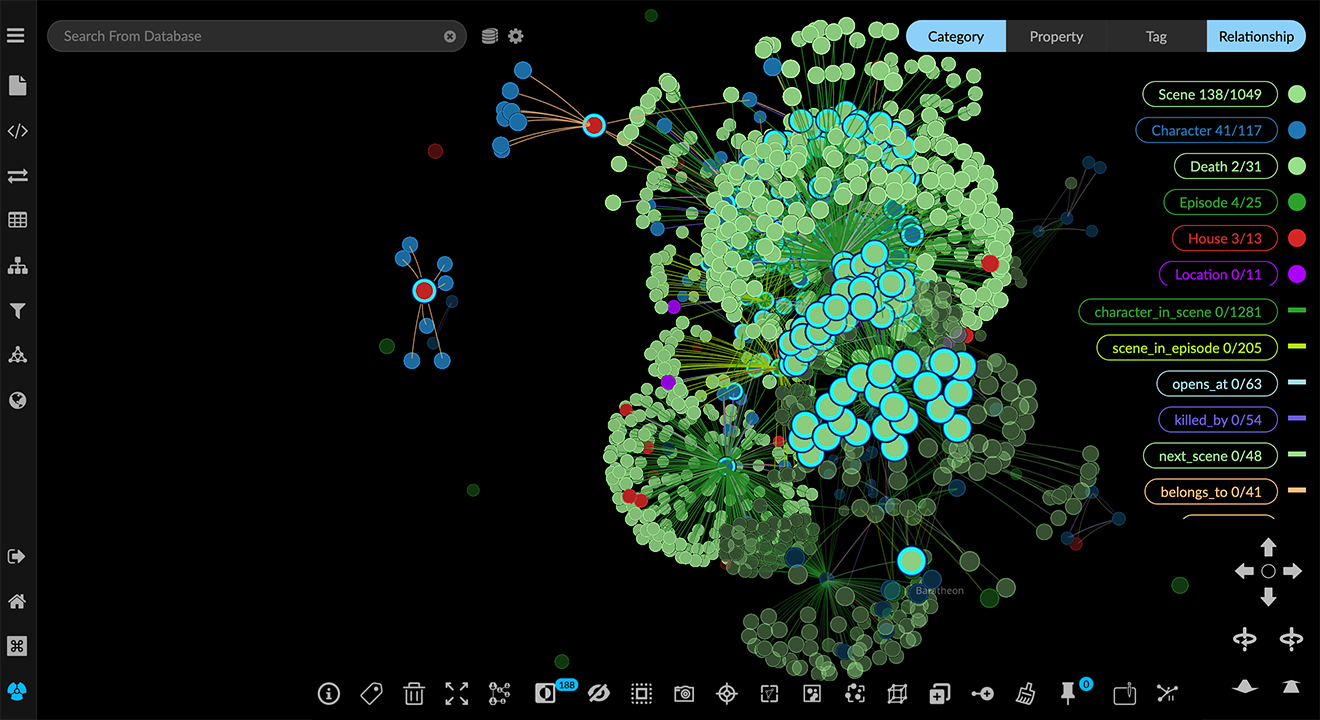 Search From Database
Category
Property
Tag
Relationship
Scene 138/1049
Character 41/117
Death 2/31
Episode 4/25
House 3/13
Location 0/11
character_in_scene 0/1281
scene_in_episode 0/205
opens_at 0/63
killed_by 0/54
next_scene 0/48
belongs_to 0/41
Baratheon
188
0